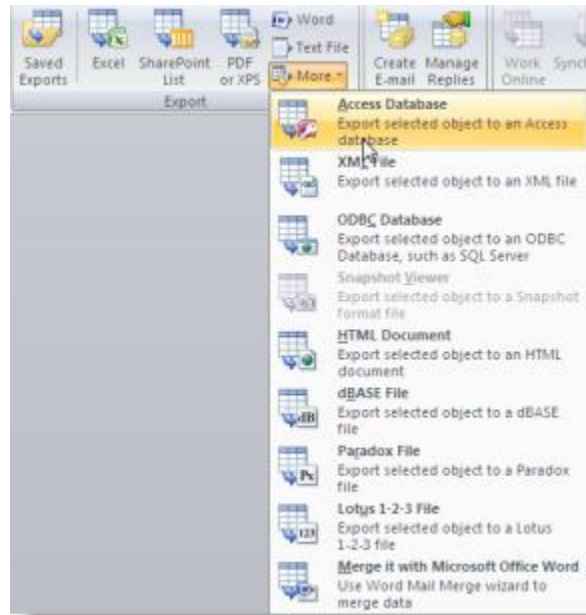 Saved
Exports
Excel
SharePoint
List
PDF
or XPS
Word
Text File
More
Create
E-mail
Manage
Replies
Work
Online
Export
Access Database
Export selected object to an Access
database
XML File
Export selected object to an XML file
ODBC Database
Export selected object to an ODBC
Database, such as SQL Server
Snapshot Viewer
Export selected object to a Snapshot
format file
HTML Document
Export selected object to an HTML
document
dBASE File
Export selected object to a dBASE
file
Paradox File
Export selected object to a Paradox
file
Lotus 1-2-3 File
Export selected object to a Lotus
1-2-3 file
Merge it with Microsoft Office Word
Use Word Mail Merge wizard to
merge data